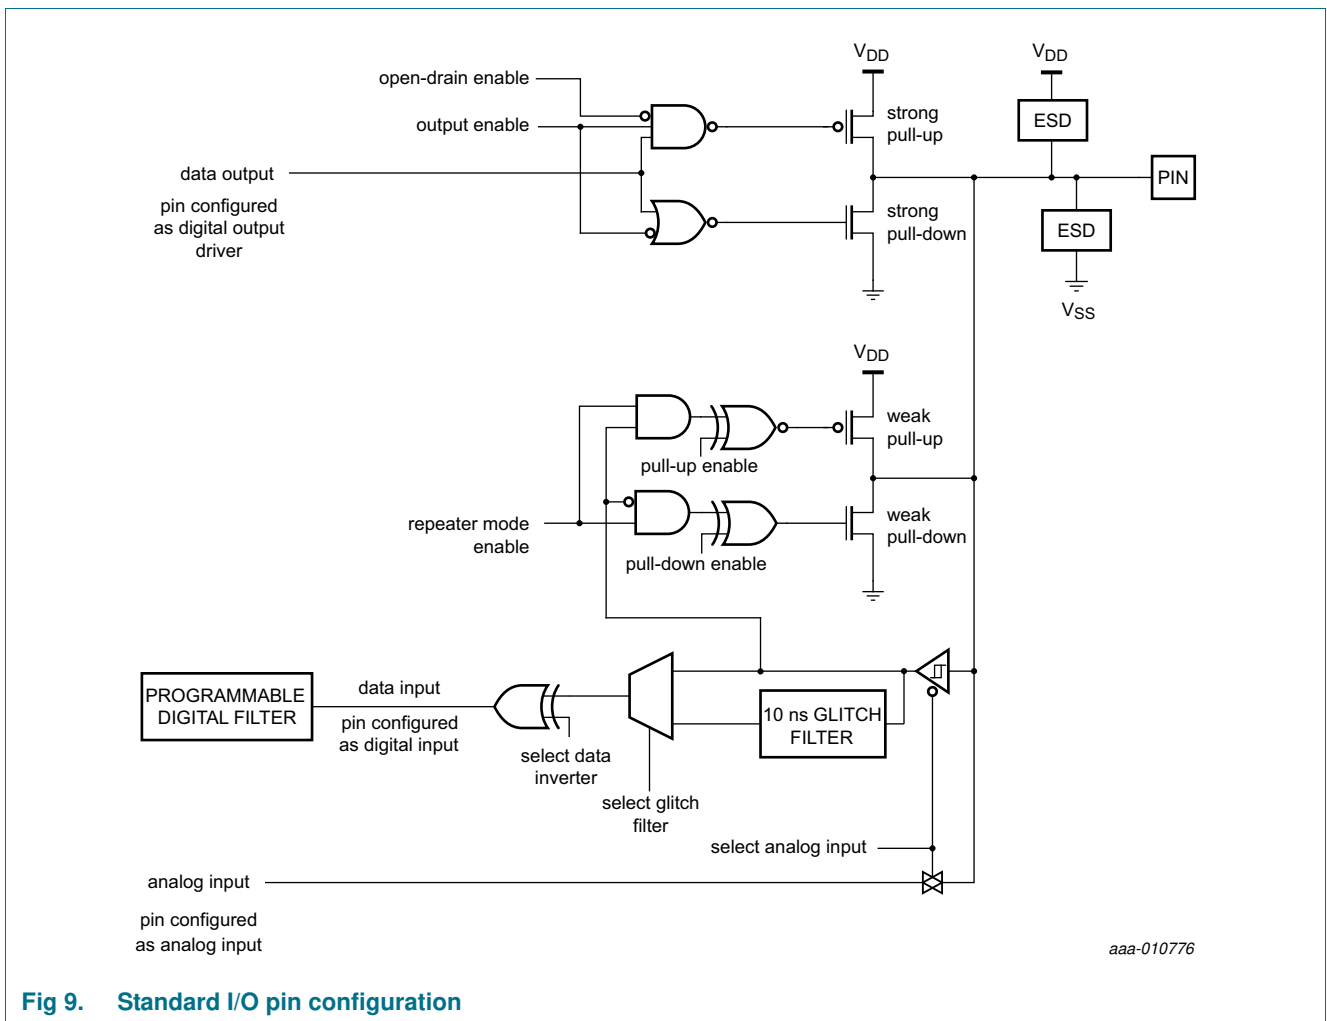 VDD
VDD
open-drain enable
strong
pull-up
ESD
output enable
data output
PIN
pin configured
as digital output
driver
strong
pull-down
ESD
VSS
VDD
weak
pull-up
pull-up enable
repeater mode
enable
weak
pull-down
pull-down enable
PROGRAMMABLE
DIGITAL FILTER
data input
pin configured
as digital input
10 ns GLITCH
FILTER
select data
inverter
select glitch
filter
select analog input
analog input
pin configured
as analog input
aaa-010776
Fig 9. Standard I/O pin configuration